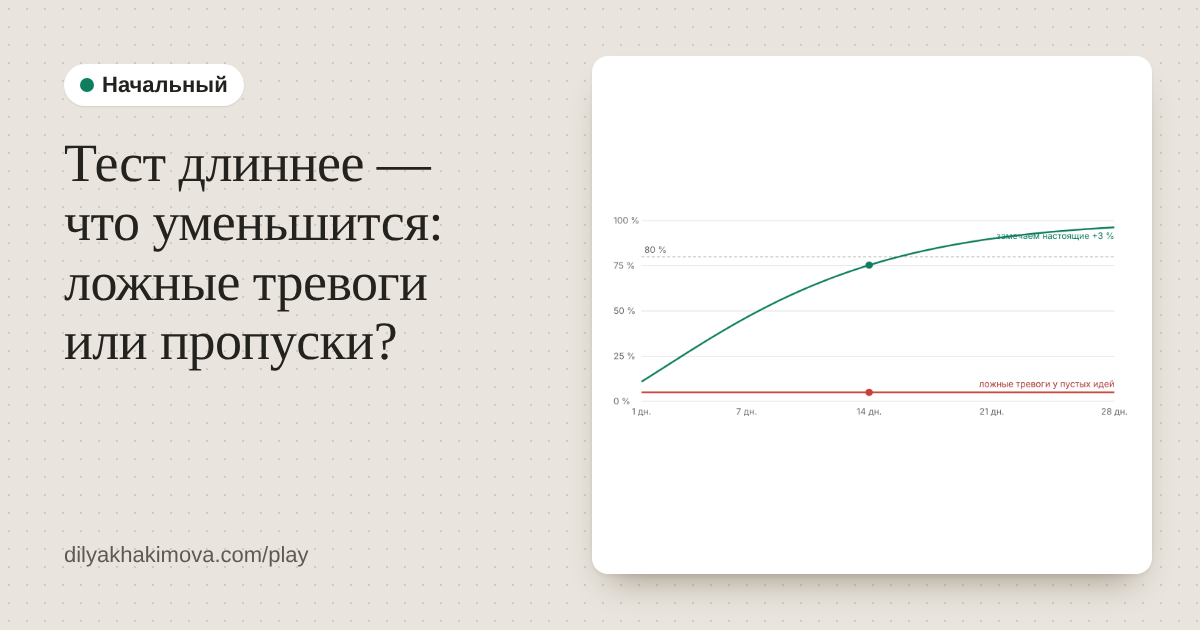 Начальный
Тест длиннее —
что уменьшится:
ложные тревоги
или пропуски?
dilyakhakimova.com/play
100 %
замечаем настоящие +3 %
80 %
75 %
50 %
25 %
ложные тревоги у пустых идей
0 %
1 дн.
7 дн.
14 дн.
21 дн.
28 дн.